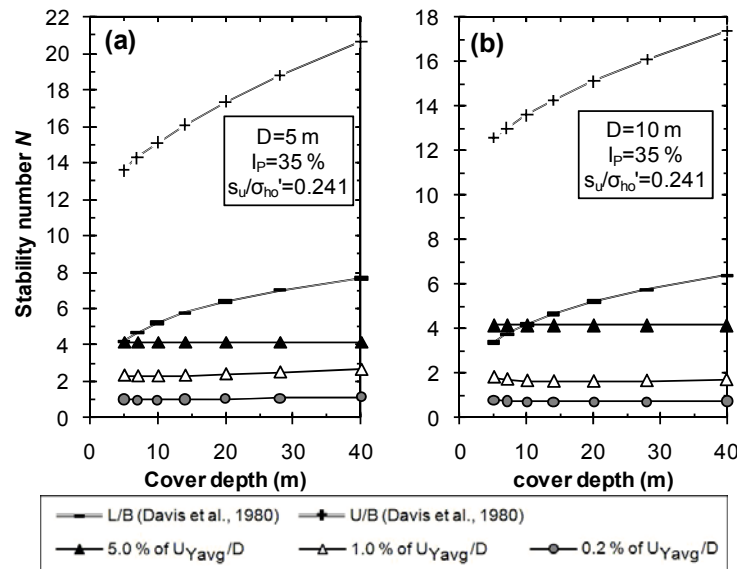 Stability number N
22
20
18
16
14
12
10
8
6
4
2
0
(a)
D=5 m
IP=35 %
su/σho'=0.241
0 10 20 30 40
Cover depth (m)
18
16
14
12
10
8
6
4
2
0
(b)
D=10 m
IP=35 %
su/σho'=0.241
0 10 20 30 40
cover depth (m)
L/B (Davis et al., 1980) U/B (Davis et al., 1980)
5.0 % of UYavg/D 1.0 % of UYavg/D 0.2 % of UYavg/D